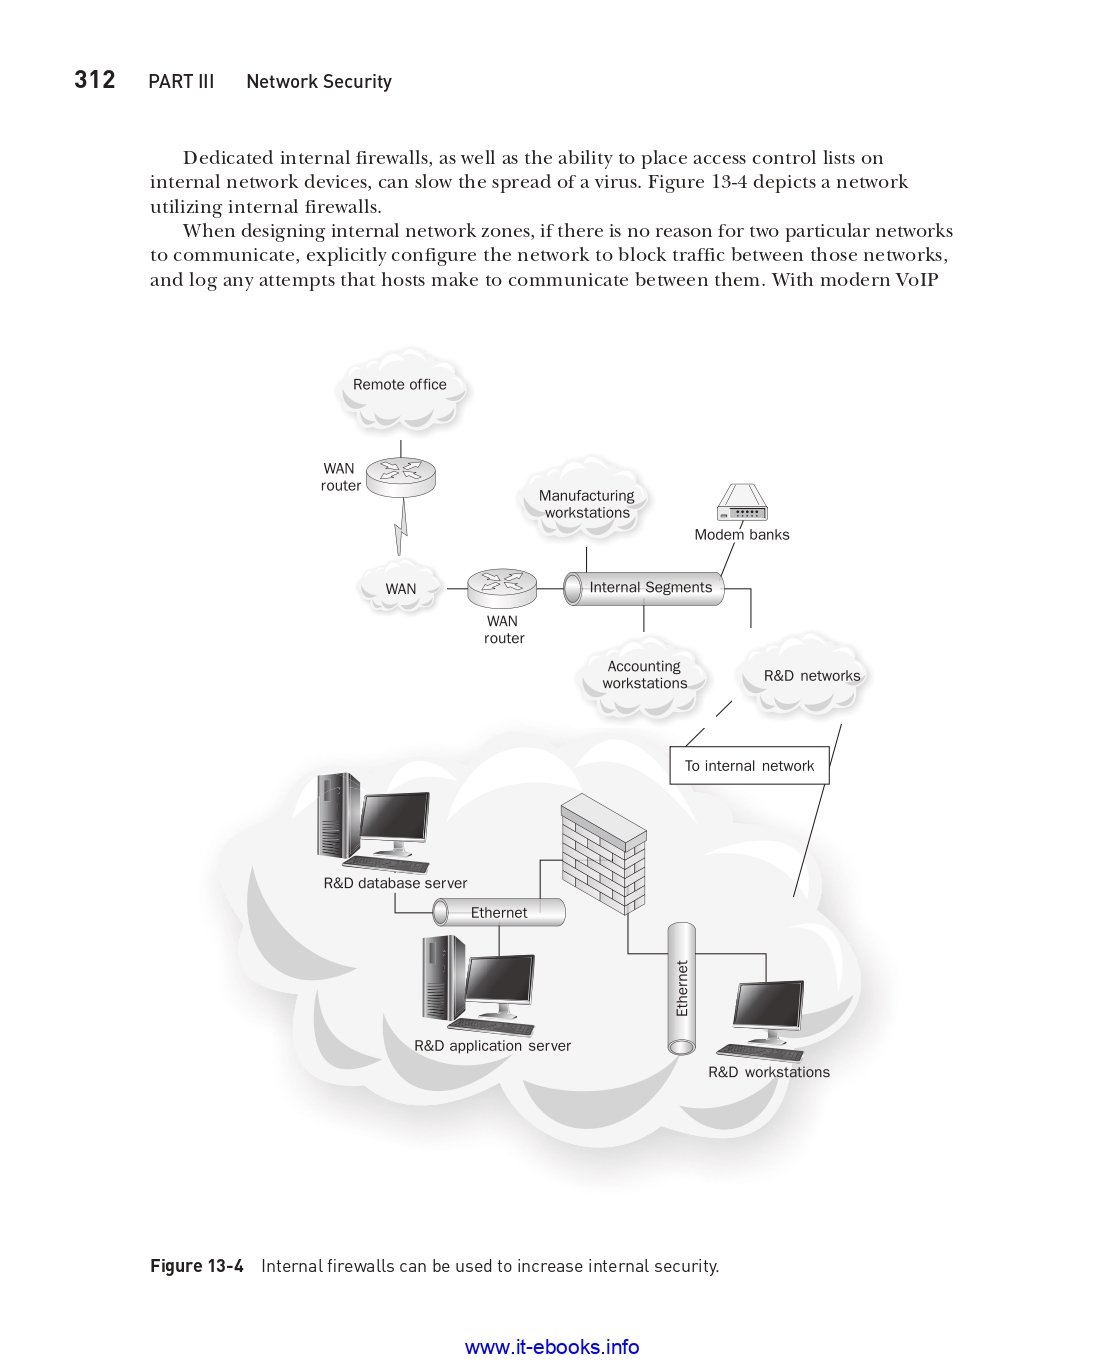 312 PART III Network Security
Dedicated internal firewalls, as well as the ability to place access control lists on
internal network devices, can slow the spread of a virus. Figure 13-4 depicts a network
utilizing internal firewalls.
When designing internal network zones, if there is no reason for two particular networks
to communicate, explicitly configure the network to block traffic between those networks,
and log any attempts that hosts make to communicate between them. With modern VoIP
Remote office
WAN
router
Manufacturing
workstations
Modem banks
WAN
Internal Segments
WAN
router
Accounting
workstations
R&D networks
To internal network
R&D database server
Ethernet
Ethernet
R&D application server
R&D workstations
Figure 13-4 Internal firewalls can be used to increase internal security.
www.it-ebooks.info